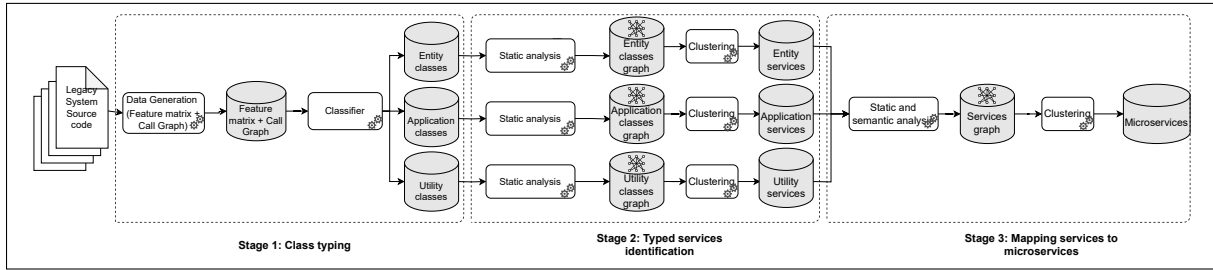 Legacy
System
Source
code
Data Generation
(Feature matrix +
Call Graph)
Feature
matrix + Call
Graph
Classifier
Entity
classes
Application
classes
Utility
classes
Stage 1: Class typing
Static analysis
Entity
classes
graph
Clustering
Entity
services
Static analysis
Application
classes
graph
Clustering
Application
services
Static analysis
Utility
classes
graph
Clustering
Utility
services
Stage 2: Typed services
identification
Static and
semantic analysis
Services
graph
Clustering
Microservices
Stage 3: Mapping services to
microservices